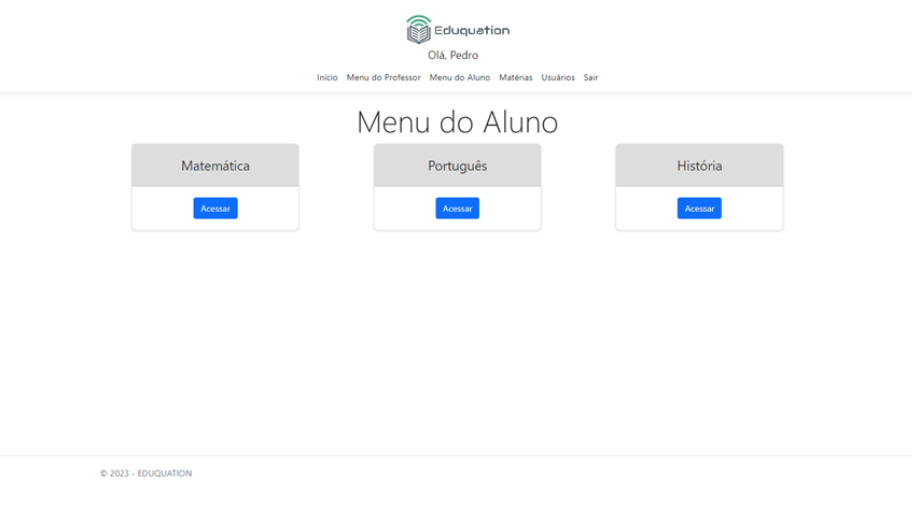 Eduquation
Olá, Pedro
Início Menu do Professor Menu do Aluno Matérias Usuários Sair
Menu do Aluno
Matemática Português História
Acessar Acessar Acessar
© 2023 - EDUQUATION